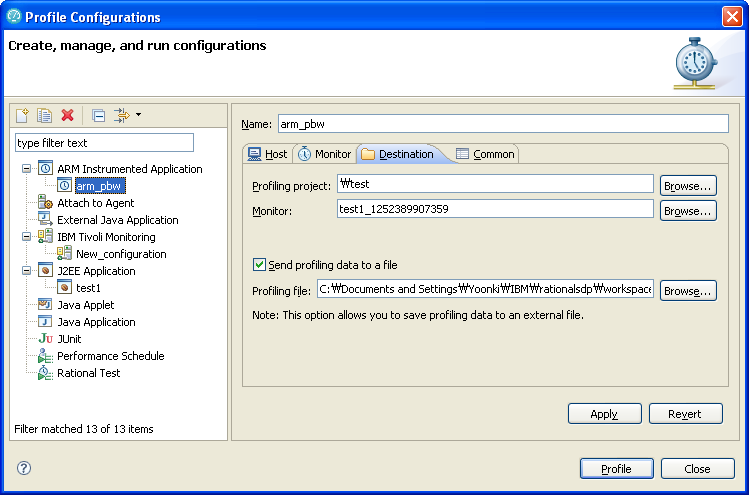 Profile Configurations
Create, manage, and run configurations
type filter text
ARM Instrumented Application
arm_pbw
Attach to Agent
External Java Application
IBM Tivoli Monitoring
New_configuration
J2EE Application
test1
Java Applet
Java Application
JUnit
Performance Schedule
Rational Test
Filter matched 13 of 13 items
Name: arm_pbw
Host Monitor Destination Common
Profiling project: ₩test Browse...
Monitor: test1_1252389907359 Browse...
Send profiling data to a file
Profiling file: C:₩Documents and Settings₩Yoonki₩IBM₩rationalsdp₩workspace Browse...
Note: This option allows you to save profiling data to an external file.
Apply Revert
? Profile Close